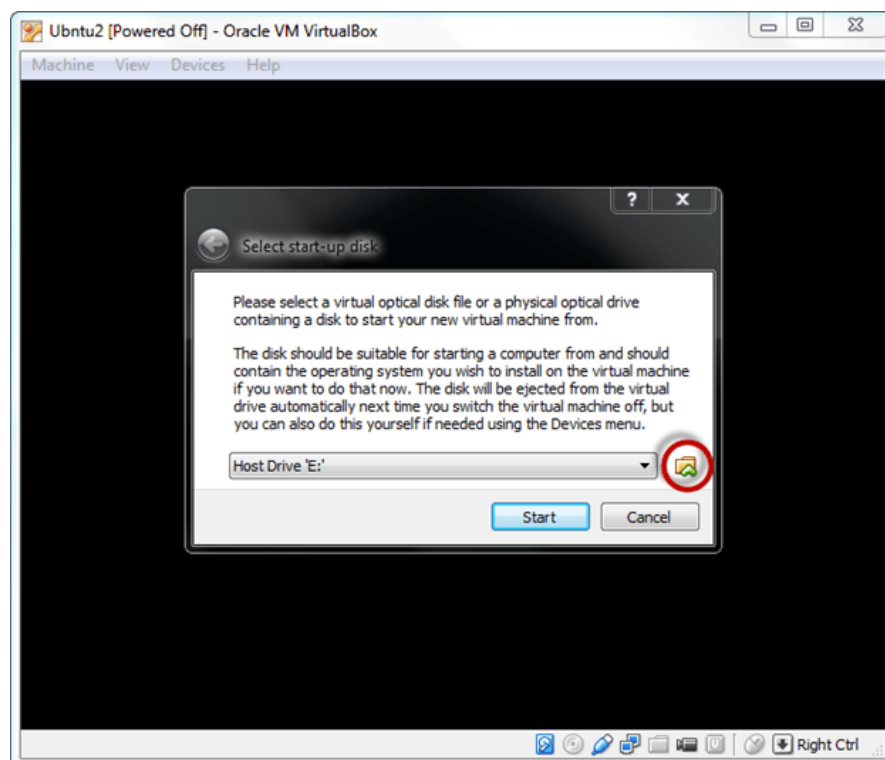 Ubntu2 [Powered Off] - Oracle VM VirtualBox
Machine View Devices Help
? x
Select start-up disk
Please select a virtual optical disk file or a physical optical drive
containing a disk to start your new virtual machine from.
The disk should be suitable for starting a computer from and should
contain the operating system you wish to install on the virtual machine
if you want to do that now. The disk will be ejected from the virtual
drive automatically next time you switch the virtual machine off, but
you can also do this yourself if needed using the Devices menu.
Host Drive 'E:'
Start Cancel
Right Ctrl